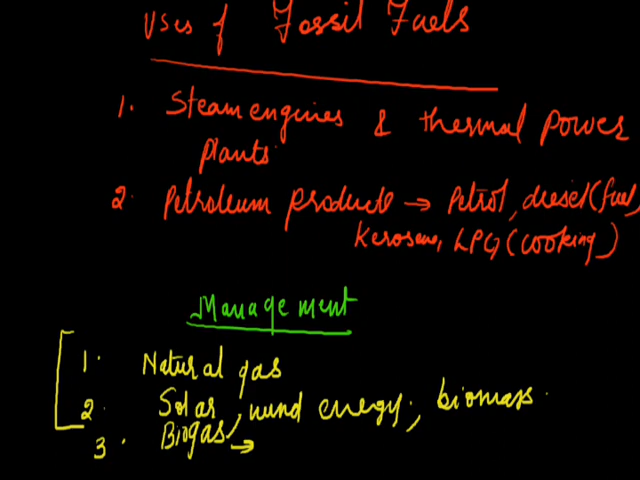 Uses of Fossil Fuels
1. Steam engines & thermal Power
Plants
2. Petroleum products → Petrol, diesel (fuel)
Kerosene, LPG (cooking)
Management
1. Natural gas
2. Solar, wind energy, biomass
3. Biogas →